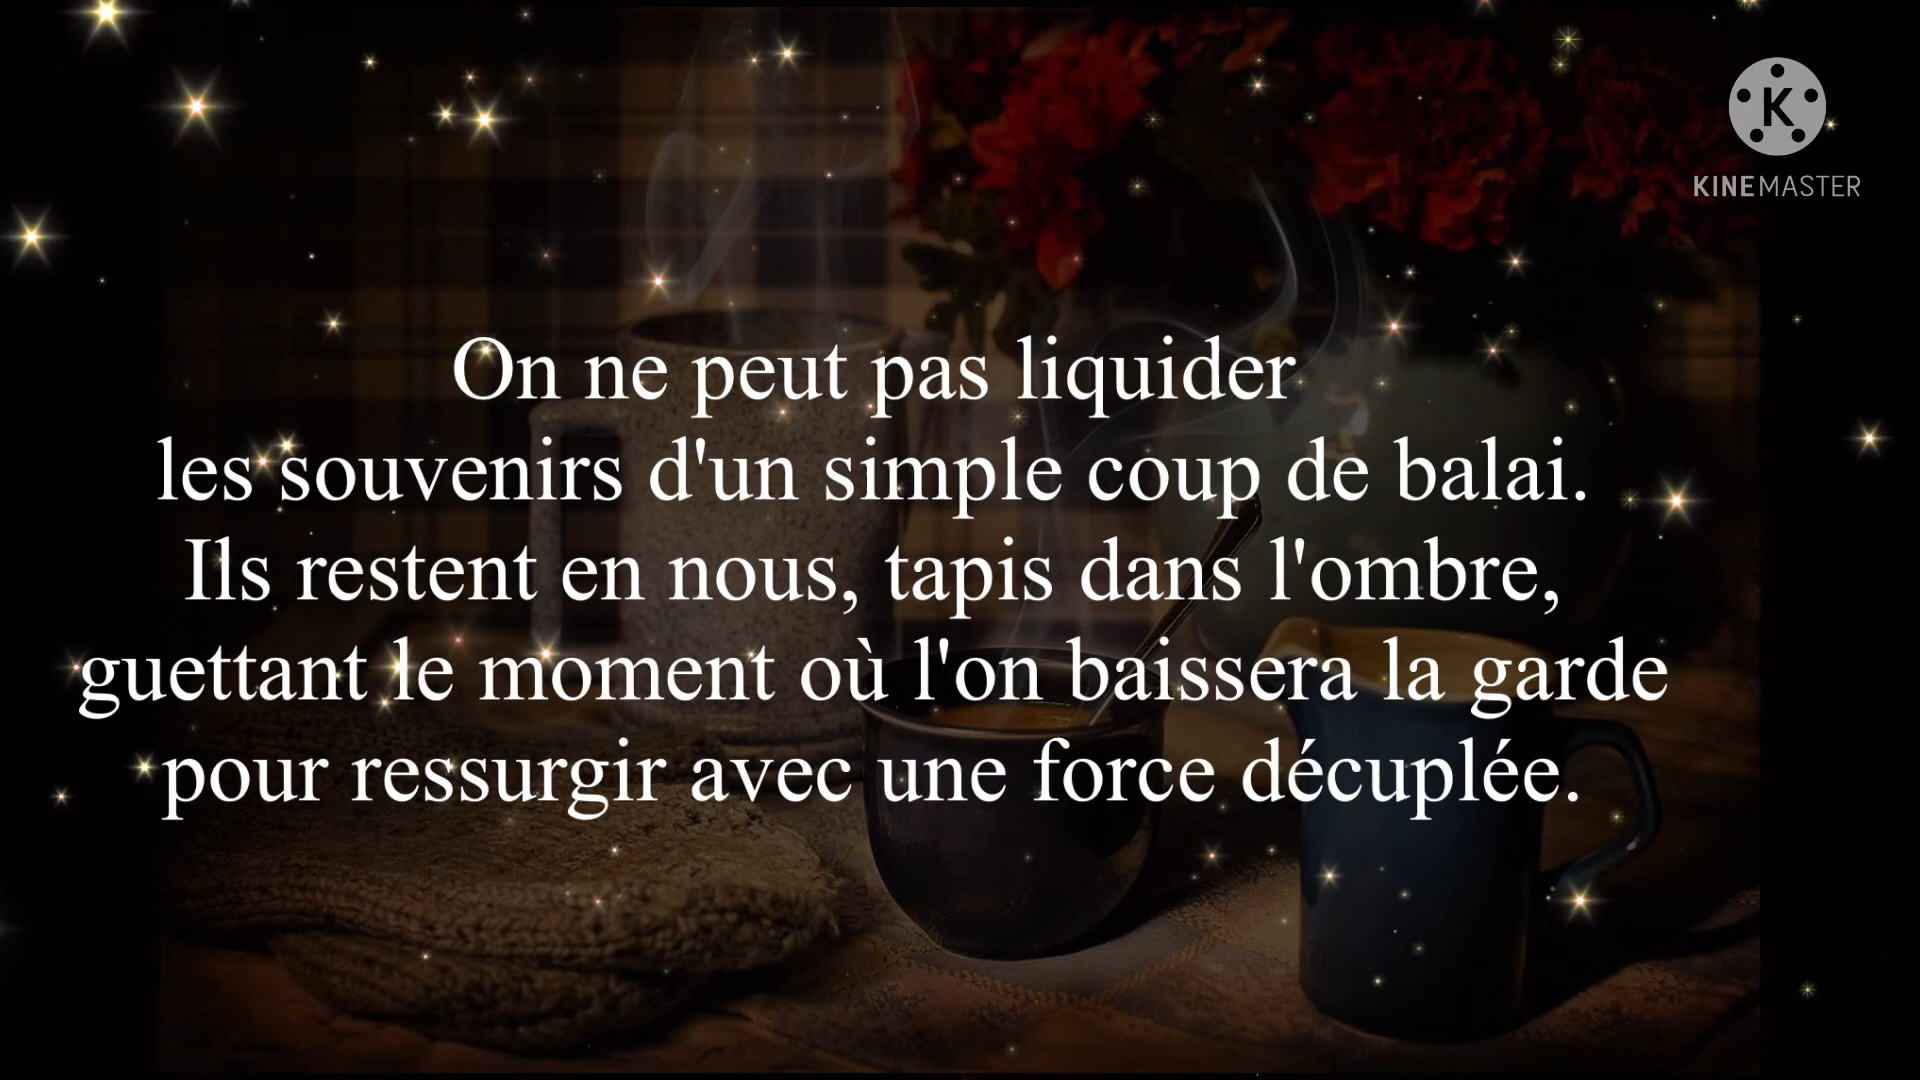 K
KINEMASTER
On ne peut pas liquider
les souvenirs d'un simple coup de balai.
Ils restent en nous, tapis dans l'ombre,
guettant le moment où l'on baissera la garde
pour ressurgir avec une force décuplée.